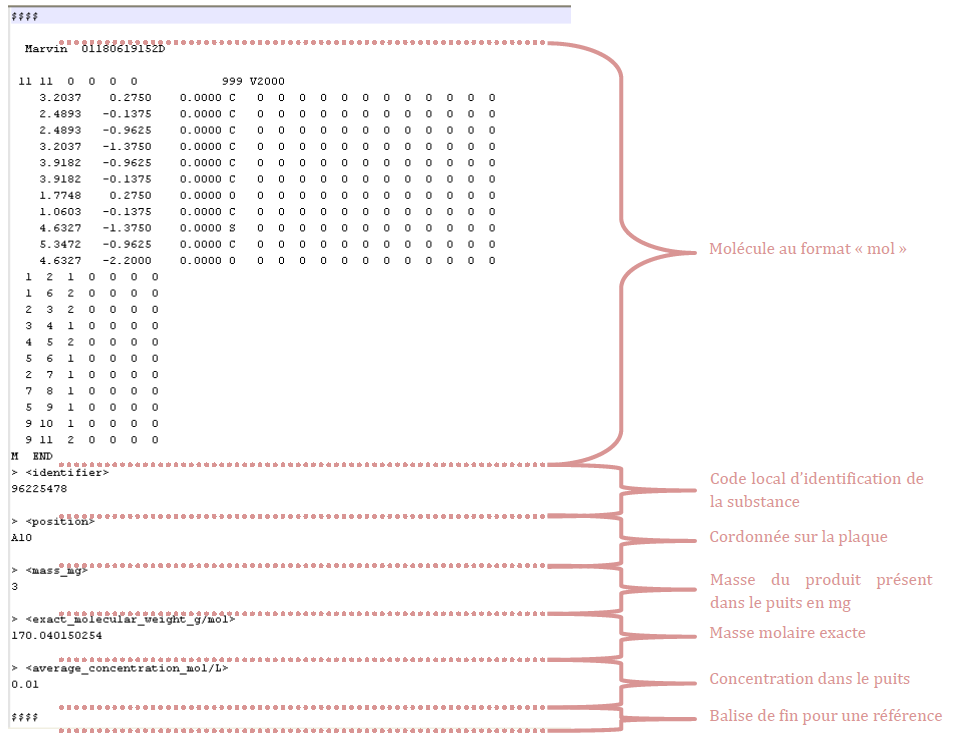 $$$$
Marvin 01180619152D
11 11 0 0 0 0 999 V2000
3.2037 0.2750 0.0000 C 0 0 0 0 0 0 0 0 0 0 0 0
2.4893 -0.1375 0.0000 C 0 0 0 0 0 0 0 0 0 0 0 0
2.4893 -0.9625 0.0000 C 0 0 0 0 0 0 0 0 0 0 0 0
3.2037 -1.3750 0.0000 C 0 0 0 0 0 0 0 0 0 0 0 0
3.9182 -0.9625 0.0000 C 0 0 0 0 0 0 0 0 0 0 0 0
3.9182 -0.1375 0.0000 C 0 0 0 0 0 0 0 0 0 0 0 0
1.7748 0.2750 0.0000 O 0 0 0 0 0 0 0 0 0 0 0 0
1.0603 -0.1375 0.0000 C 0 0 0 0 0 0 0 0 0 0 0 0
4.6327 -1.3750 0.0000 S 0 0 0 0 0 0 0 0 0 0 0 0
5.3472 -0.9625 0.0000 C 0 0 0 0 0 0 0 0 0 0 0 0
4.6327 -2.2000 0.0000 O 0 0 0 0 0 0 0 0 0 0 0 0
1 2 1 0 0 0 0
1 6 2 0 0 0 0
2 3 2 0 0 0 0
3 4 1 0 0 0 0
4 5 2 0 0 0 0
5 6 1 0 0 0 0
2 7 1 0 0 0 0
7 8 1 0 0 0 0
5 9 1 0 0 0 0
9 10 1 0 0 0 0
9 11 2 0 0 0 0
M END
Molécule au format « mol »
> <identifier>
96225478
Code local d'identification de
la substance
> <position>
A10
Cordonnée sur la plaque
> <mass_mg>
3
Masse du produit présent
dans le puits en mg
> <exact_molecular_weight_g/mol>
170.040150254
Masse molaire exacte
> <average_concentration_mol/L>
0.01
Concentration dans le puits
$$$$
Balise de fin pour une référence